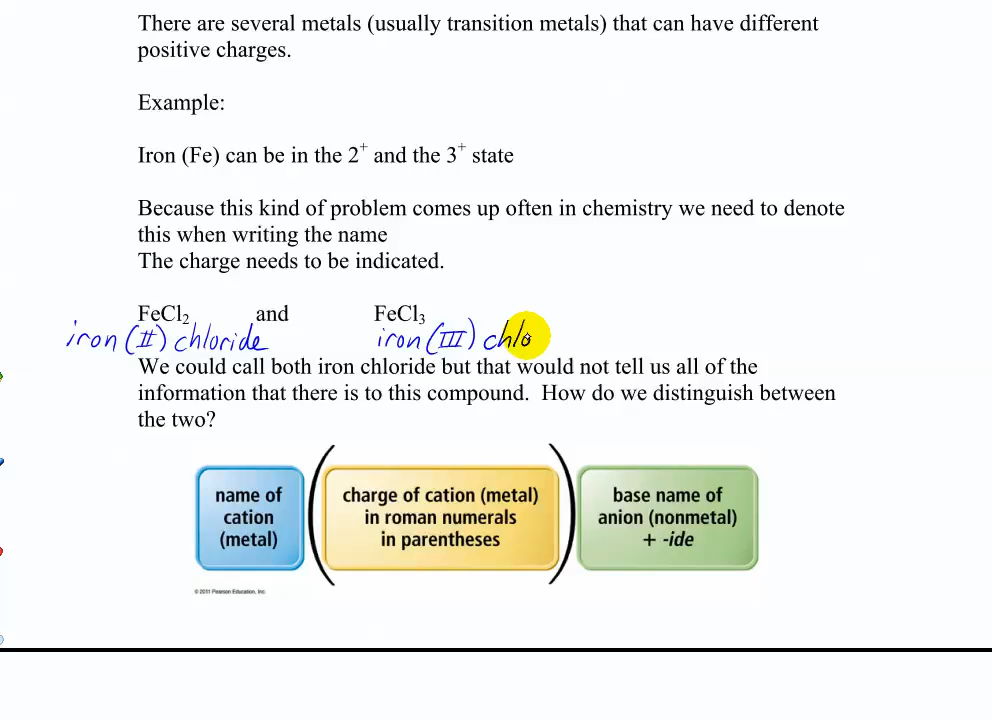 There are several metals (usually transition metals) that can have different
positive charges.
Example:
Iron (Fe) can be in the 2⁺ and the 3⁺ state
Because this kind of problem comes up often in chemistry we need to denote
this when writing the name
The charge needs to be indicated.
FeCl₂ and FeCl₃
iron (II) chloride iron (III) chlo
We could call both iron chloride but that would not tell us all of the
information that there is to this compound. How do we distinguish between
the two?
name of
cation
(metal)
charge of cation (metal)
in roman numerals
in parentheses
base name of
anion (nonmetal)
+ -ide
© 2011 Pearson Education, Inc.